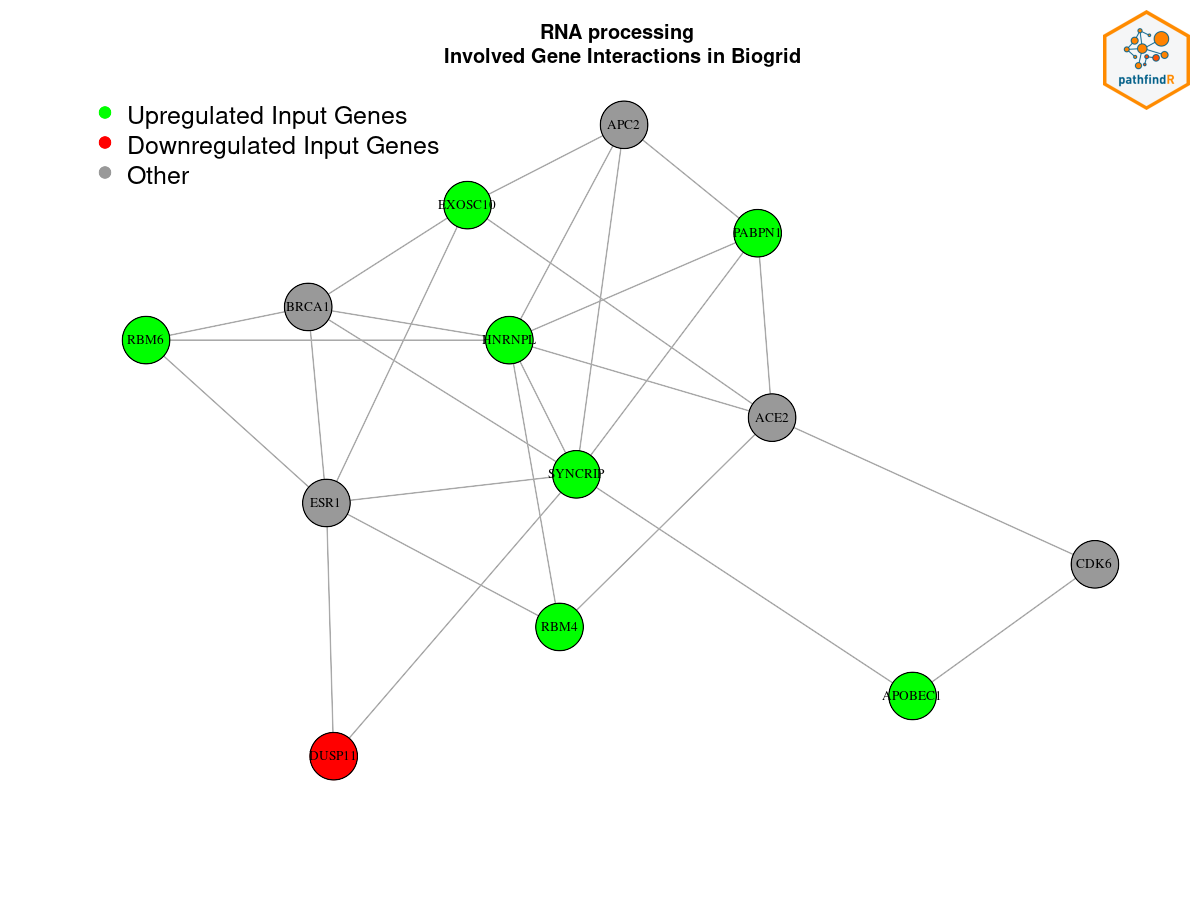 RNA processing
Involved Gene Interactions in Biogrid
pathfindR
Upregulated Input Genes
Downregulated Input Genes
Other
APC2
EXOSC10
PABPN1
BRCA1
RBM6
HNRNPL
ACE2
SYNCRIP
ESR1
CDK6
RBM4
APOBEC1
DUSP11